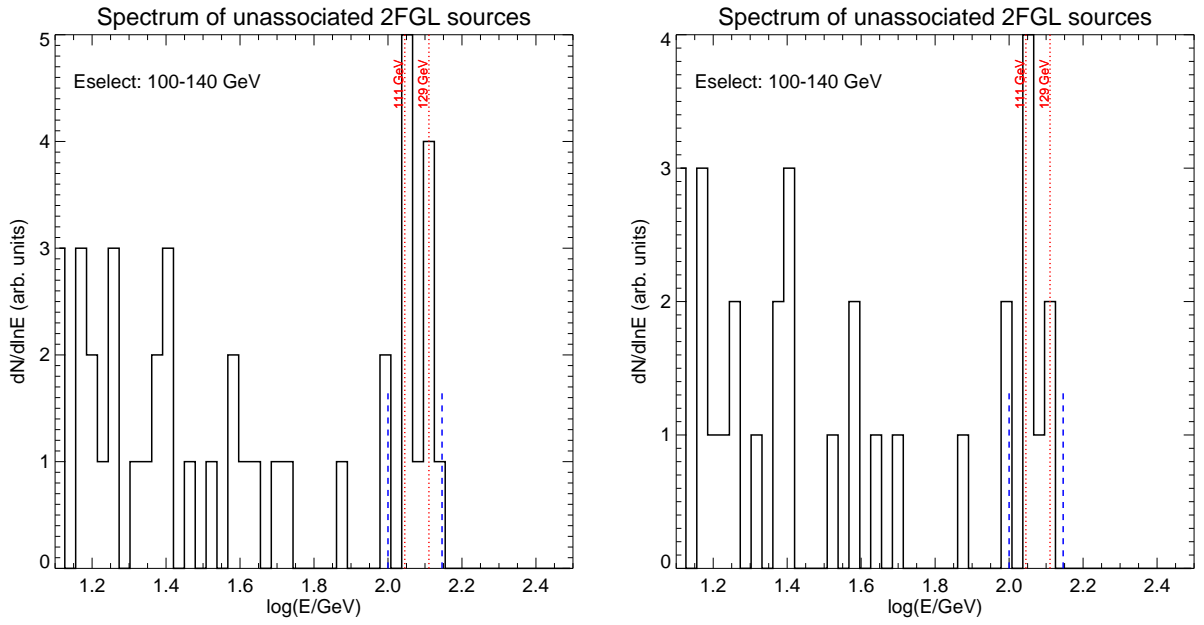 Spectrum of unassociated 2FGL sources
Eselect: 100-140 GeV
111 GeV
129 GeV
dN/dlnE (arb. units)
5
4
3
2
1
0
1.2 1.4 1.6 1.8 2.0 2.2 2.4
log(E/GeV)
Spectrum of unassociated 2FGL sources
Eselect: 100-140 GeV
111 GeV
129 GeV
dN/dlnE (arb. units)
4
3
2
1
0
1.2 1.4 1.6 1.8 2.0 2.2 2.4
log(E/GeV)